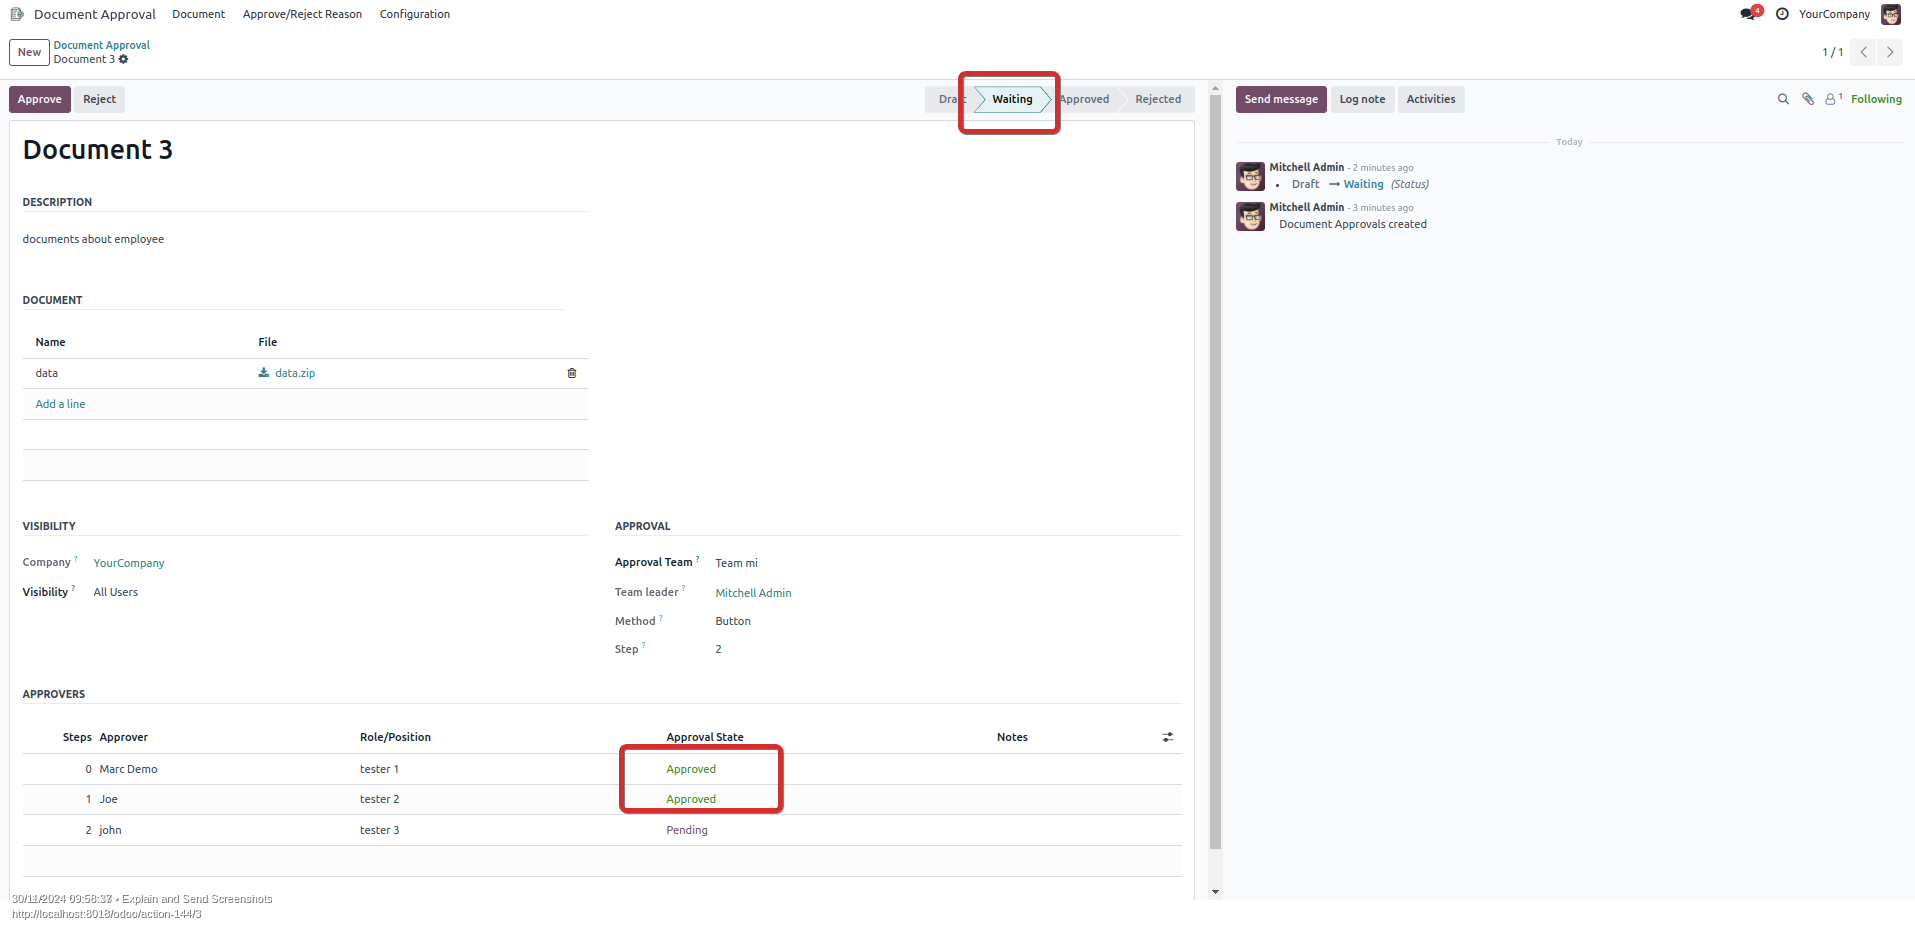 Document Approval Document Approve/Reject Reason Configuration 4 YourCompany
New Document Approval
Document 3 1 / 1
Approve Reject Draft Waiting Approved Rejected Send message Log note Activities 1 Following
Document 3
Today
Mitchell Admin - 2 minutes ago
• Draft → Waiting (Status)
Mitchell Admin - 3 minutes ago
Document Approvals created
DESCRIPTION
documents about employee
DOCUMENT
Name File
data data.zip
Add a line
VISIBILITY
Company ? YourCompany
Visibility ? All Users
APPROVAL
Approval Team ? Team mi
Team leader ? Mitchell Admin
Method ? Button
Step ? 2
APPROVERS
Steps Approver Role/Position Approval State Notes
0 Marc Demo tester 1 Approved
1 Joe tester 2 Approved
2 john tester 3 Pending
• Explain and Send Screenshots
http://localhost:8018/odoo/action-144/3